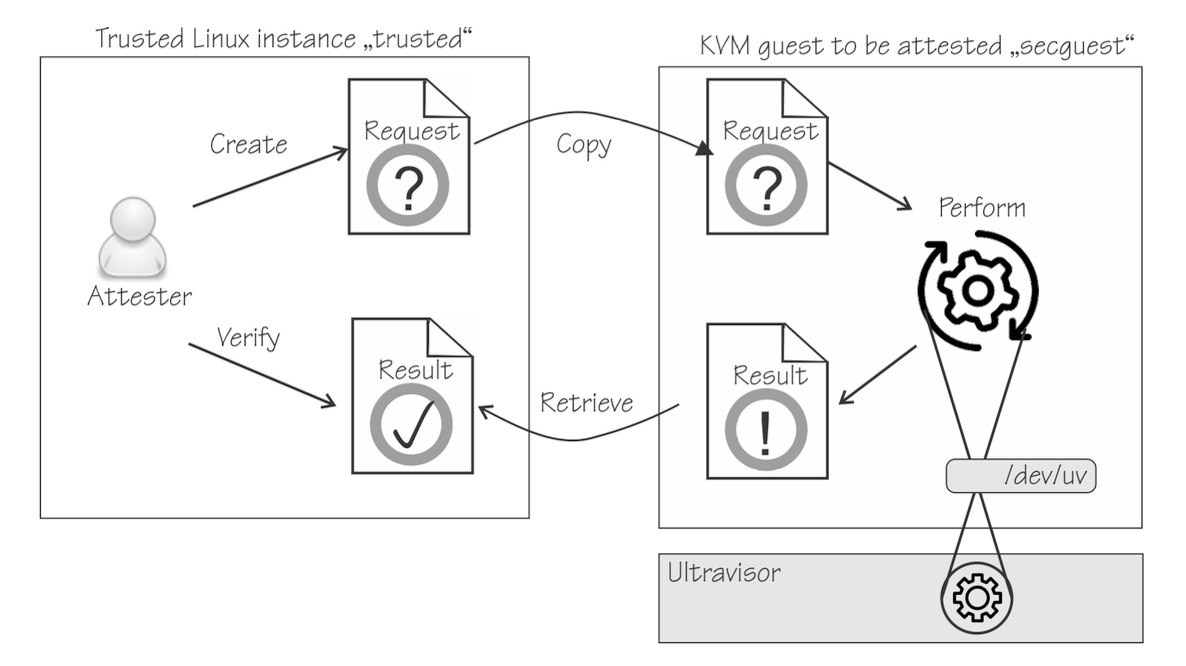 Trusted Linux instance „trusted“
KVM guest to be attested „secguest“
Request
?
Create
Copy
Request
?
Perform
Attester
Verify
Result
Retrieve
Result
!
/dev/uv
Ultravisor